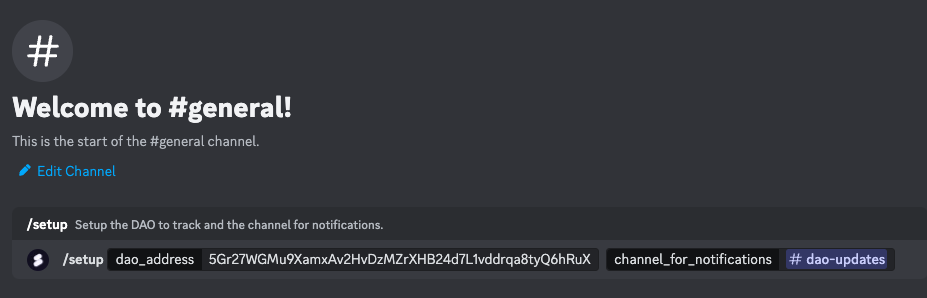 #
Welcome to #general!
This is the start of the #general channel.
Edit Channel
/setup Setup the DAO to track and the channel for notifications.
/setup dao_address 5Gr27WGMu9XamxAv2HvDzMZrXHB24d7L1vddrqa8tyQ6hRuX channel_for_notifications # dao-updates